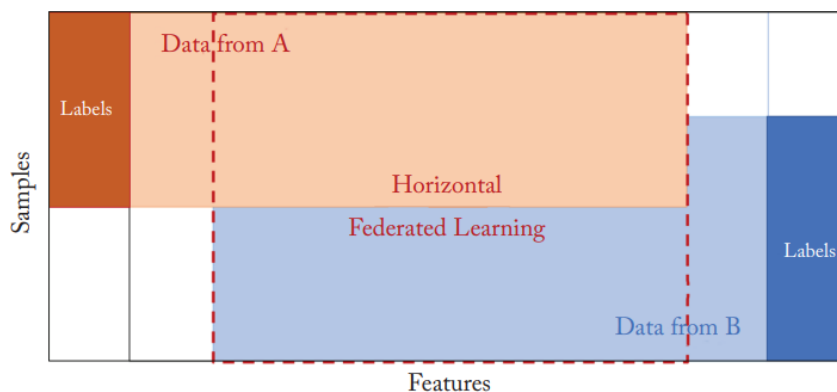 Data from A
Labels
Horizontal
Federated Learning
Labels
Data from B
Samples
Features